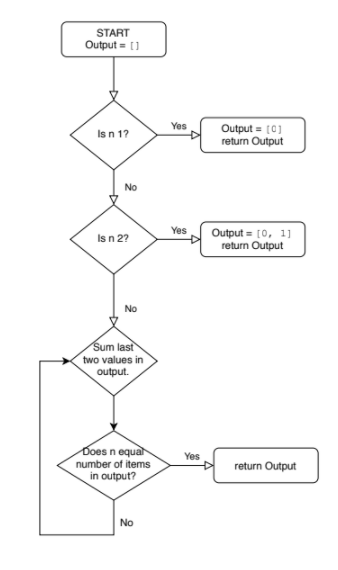 START
Output = []
Is n 1?
Yes
Output = [0]
return Output
No
Is n 2?
Yes
Output = [0, 1]
return Output
No
Sum last
two values in
output.
Does n equal
number of items
in output?
Yes
return Output
No